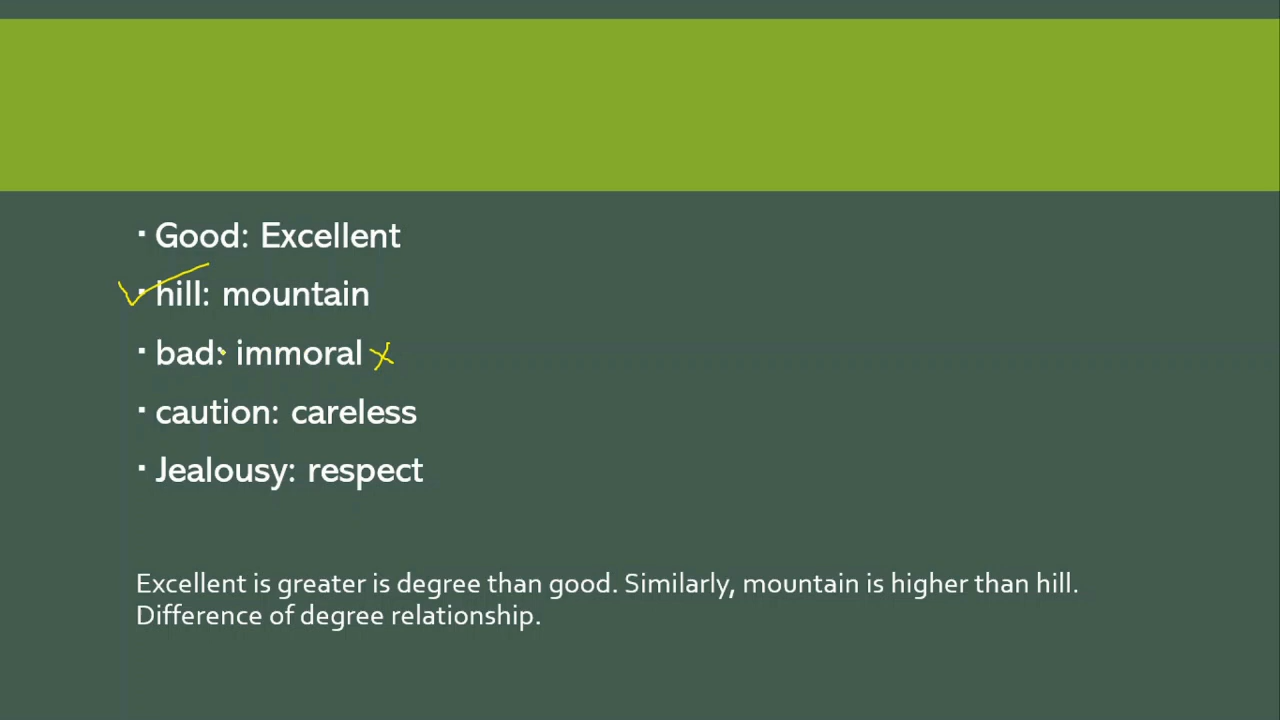 ▪ Good: Excellent
▪ hill: mountain
▪ bad: immoral
▪ caution: careless
▪ Jealousy: respect
Excellent is greater is degree than good. Similarly, mountain is higher than hill.
Difference of degree relationship.